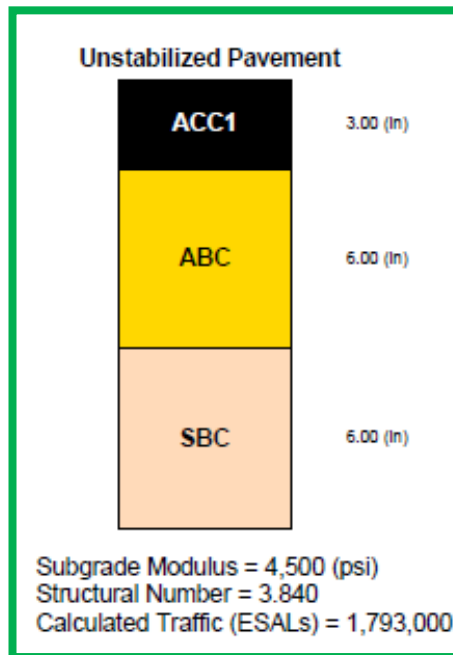 Unstabilized Pavement
ACC1
3.00 (in)
ABC
6.00 (in)
SBC
6.00 (in)
Subgrade Modulus = 4,500 (psi)
Structural Number = 3.840
Calculated Traffic (ESALs) = 1,793,000